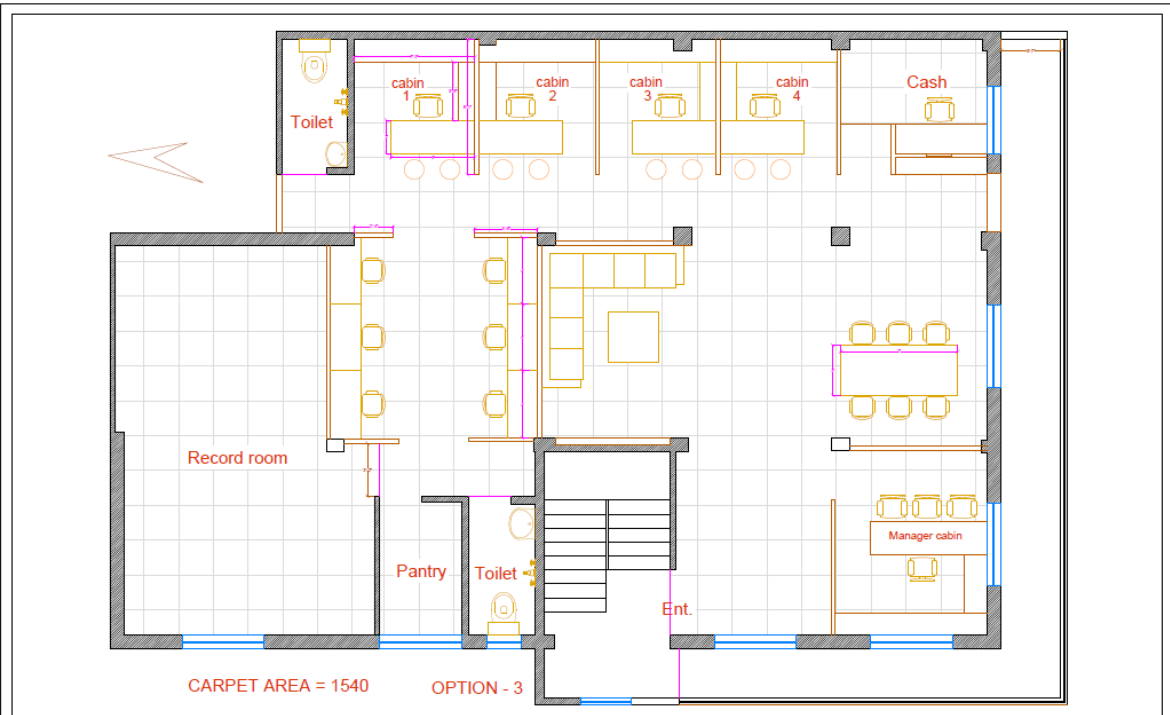 cabin
1
cabin
2
cabin
3
cabin
4
Cash
Toilet
Record room
Manager cabin
Pantry
Toilet
Ent.
CARPET AREA = 1540
OPTION - 3